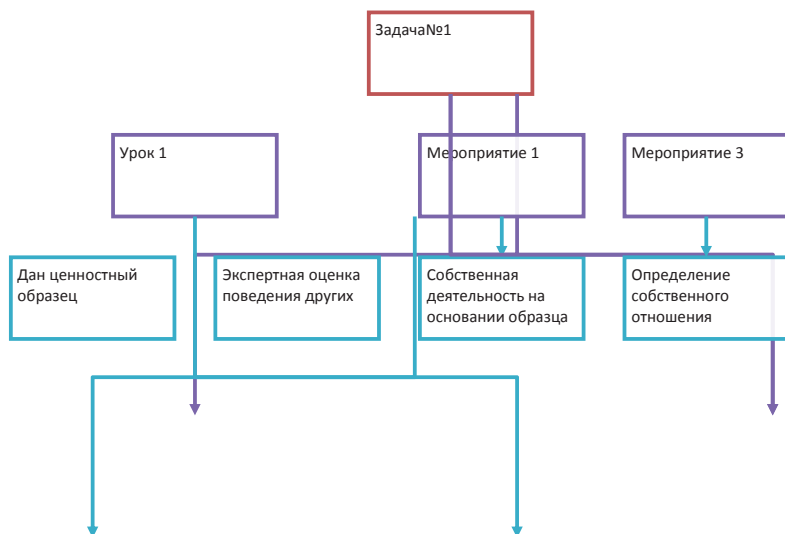 Задача№1
Урок 1
Мероприятие 1
Мероприятие 3
Дан ценностный
образец
Экспертная оценка
поведения других
Собственная
деятельность на
основании образца
Определение
собственного
отношения